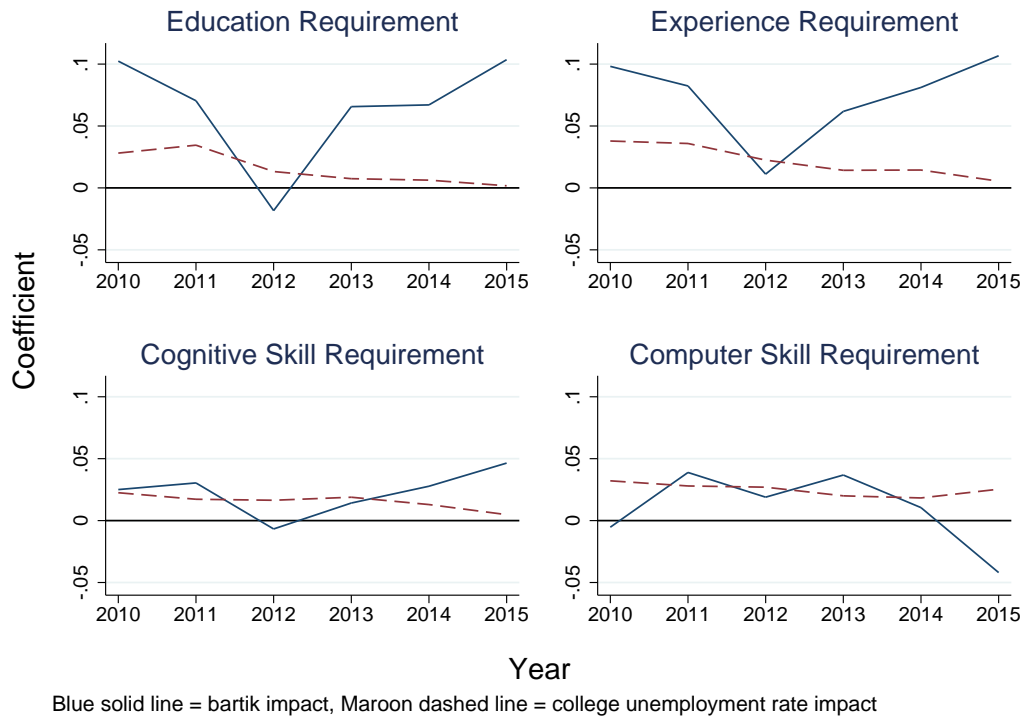 Education Requirement
.1
.05
0
-.05
2010 2011 2012 2013 2014 2015
Experience Requirement
.1
.05
0
-.05
2010 2011 2012 2013 2014 2015
Coefficient
Cognitive Skill Requirement
.1
.05
0
-.05
2010 2011 2012 2013 2014 2015
Computer Skill Requirement
.1
.05
0
-.05
2010 2011 2012 2013 2014 2015
Year
Blue solid line = bartik impact, Maroon dashed line = college unemployment rate impact